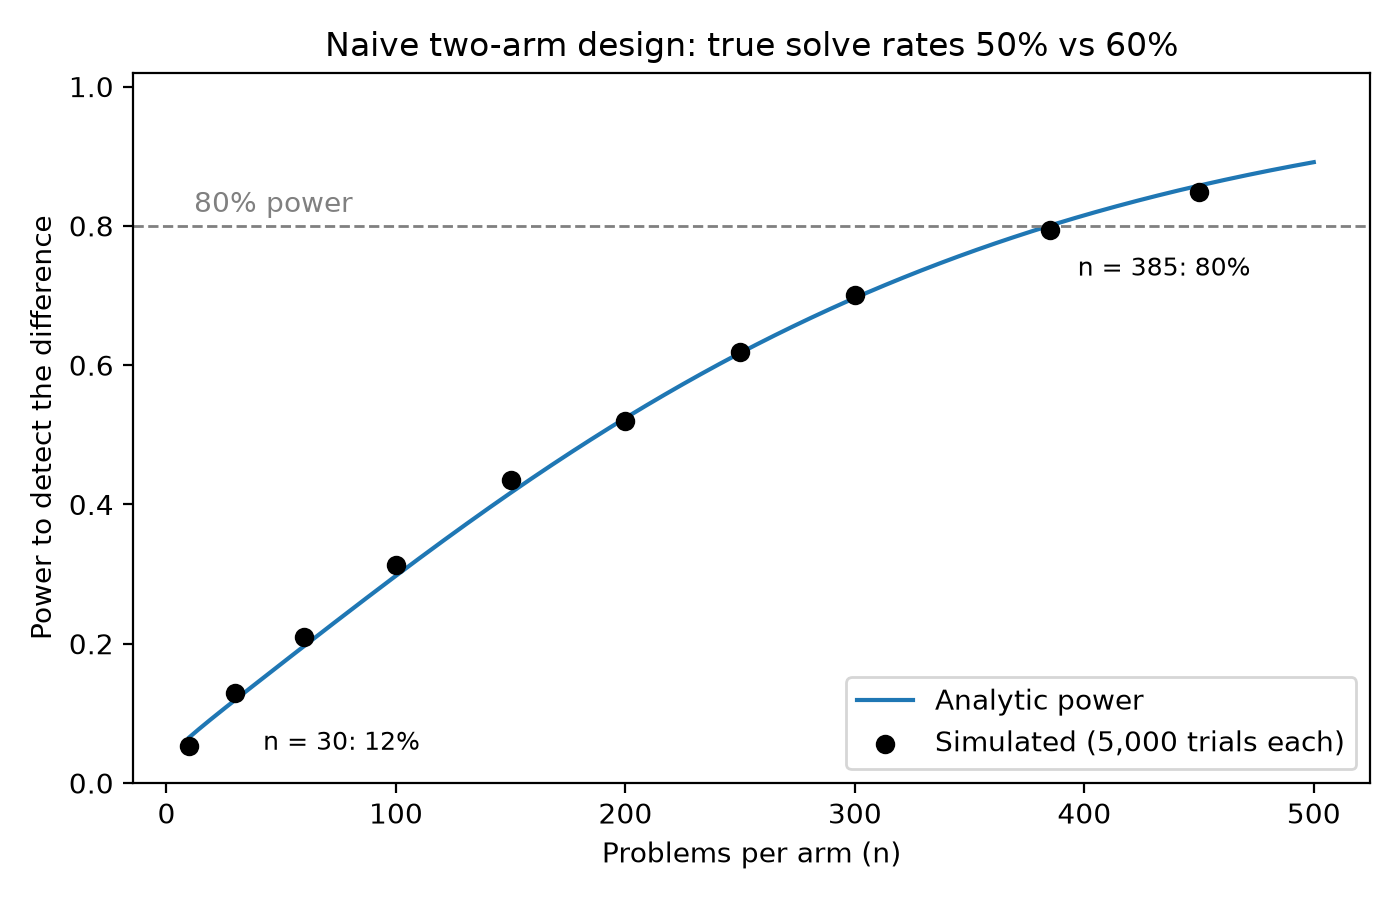 Naive two-arm design: true solve rates 50% vs 60%
Power to detect the difference
1.0
0.8
0.6
0.4
0.2
0.0
80% power
n = 385: 80%
n = 30: 12%
Analytic power
Simulated (5,000 trials each)
0 100 200 300 400 500
Problems per arm (n)